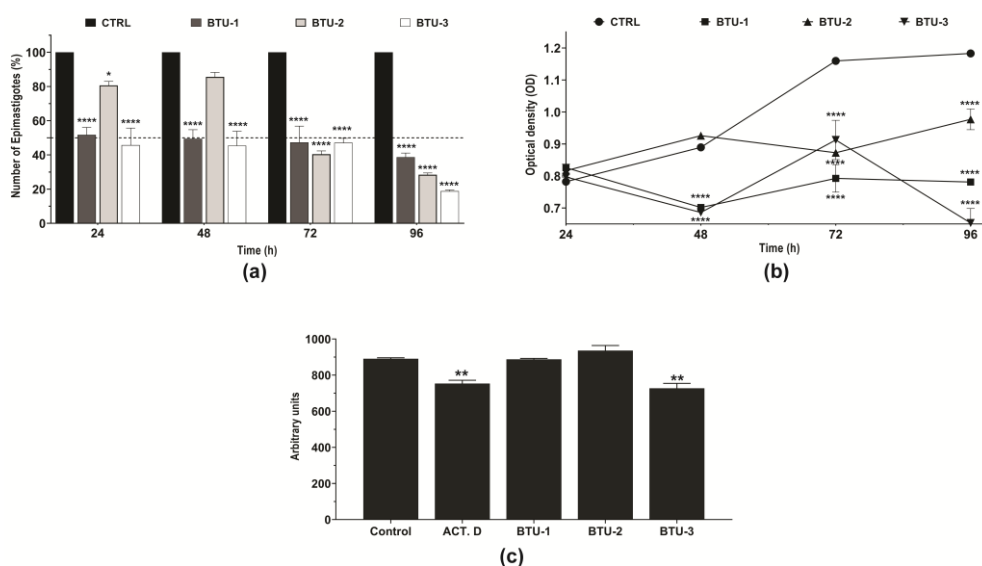 CTRL BTU-1 BTU-2 BTU-3
Number of Epimastigotes (%)
100
80
60
40
20
0
* 
**** ****
**** ****
**** **** ****
**** **** ****
24 48 72 96
Time (h)
(a)
CTRL BTU-1 BTU-2 BTU-3
Optical density (OD)
1.2
1.1
1.0
0.9
0.8
0.7
****
****
****
****
****
****
****
****
24 48 72 96
Time (h)
(b)
Arbitrary units
1000
800
600
400
200
0
** **
Control ACT. D BTU-1 BTU-2 BTU-3
(c)